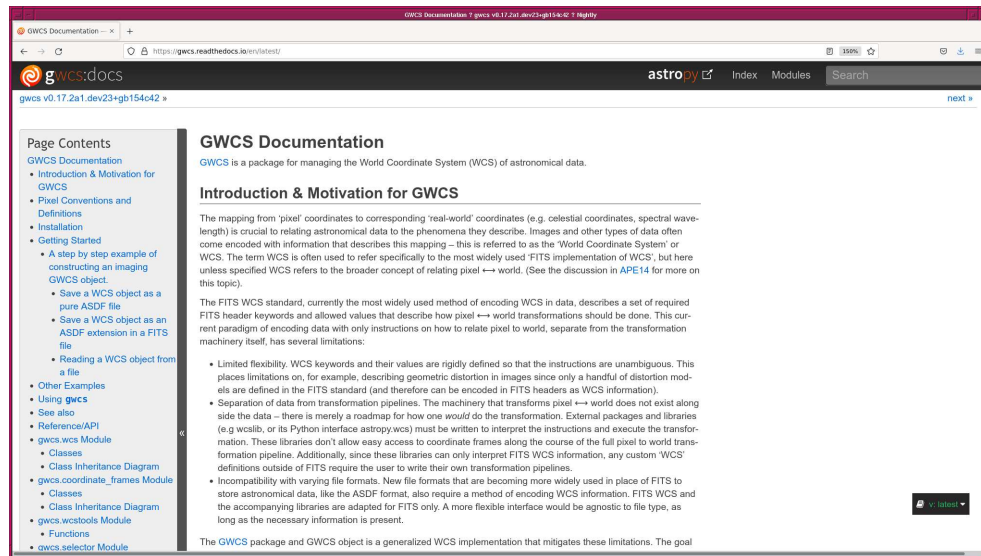 GWCS Documentation ? gwcs v0.17.2a1.dev23+gb154c42 ? Nightly
GWCS Documentation — ×
+
https://gwcs.readthedocs.io/en/latest/
150%
gwcs:docs
astropy
Index
Modules
Search
gwcs v0.17.2a1.dev23+gb154c42 »
next »
Page Contents
GWCS Documentation
• Introduction & Motivation for
GWCS
• Pixel Conventions and
Definitions
• Installation
• Getting Started
• A step by step example of
constructing an imaging
GWCS object.
• Save a WCS object as a
pure ASDF file
• Save a WCS object as an
ASDF extension in a FITS
file
• Reading a WCS object from
a file
• Other Examples
• Using gwcs
• See also
• Reference/API
• gwcs.wcs Module
• Classes
• Class Inheritance Diagram
• gwcs.coordinate_frames Module
• Classes
• Class Inheritance Diagram
• gwcs.wcstools Module
• Functions
• gwcs.selector Module
«
GWCS Documentation
GWCS is a package for managing the World Coordinate System (WCS) of astronomical data.
Introduction & Motivation for GWCS
The mapping from ‘pixel’ coordinates to corresponding ‘real-world’ coordinates (e.g. celestial coordinates, spectral wave-
length) is crucial to relating astronomical data to the phenomena they describe. Images and other types of data often
come encoded with information that describes this mapping – this is referred to as the ‘World Coordinate System’ or
WCS. The term WCS is often used to refer specifically to the most widely used ‘FITS implementation of WCS’, but here
unless specified WCS refers to the broader concept of relating pixel ⟷ world. (See the discussion in APE14 for more on
this topic).
The FITS WCS standard, currently the most widely used method of encoding WCS in data, describes a set of required
FITS header keywords and allowed values that describe how pixel ⟷ world transformations should be done. This cur-
rent paradigm of encoding data with only instructions on how to relate pixel to world, separate from the transformation
machinery itself, has several limitations:
• Limited flexibility. WCS keywords and their values are rigidly defined so that the instructions are unambiguous. This
places limitations on, for example, describing geometric distortion in images since only a handful of distortion mod-
els are defined in the FITS standard (and therefore can be encoded in FITS headers as WCS information).
• Separation of data from transformation pipelines. The machinery that transforms pixel ⟷ world does not exist along
side the data – there is merely a roadmap for how one would do the transformation. External packages and libraries
(e.g wcslib, or its Python interface astropy.wcs) must be written to interpret the instructions and execute the transfor-
mation. These libraries don’t allow easy access to coordinate frames along the course of the full pixel to world trans-
formation pipeline. Additionally, since these libraries can only interpret FITS WCS information, any custom ‘WCS’
definitions outside of FITS require the user to write their own transformation pipelines.
• Incompatibility with varying file formats. New file formats that are becoming more widely used in place of FITS to
store astronomical data, like the ASDF format, also require a method of encoding WCS information. FITS WCS and
the accompanying libraries are adapted for FITS only. A more flexible interface would be agnostic to file type, as
long as the necessary information is present.
The GWCS package and GWCS object is a generalized WCS implementation that mitigates these limitations. The goal
v: latest